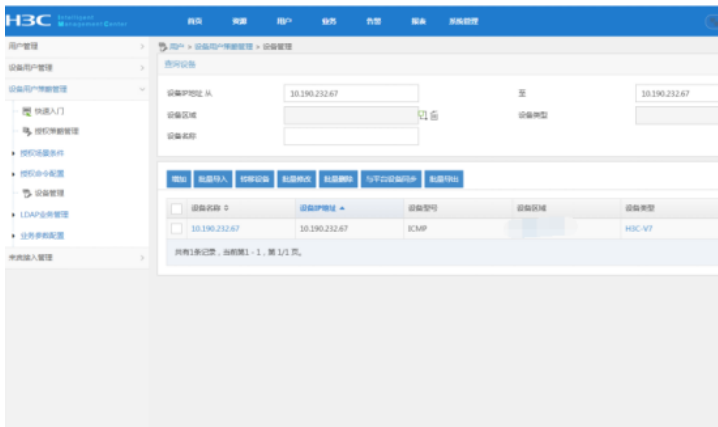 H3C Intelligent Management Center
首页 资源 用户 业务 告警 报表 系统管理
用户管理
设备用户管理
设备用户策略管理
快速入门
授权策略管理
授权场景条件
授权命令配置
设备管理
LDAP业务管理
业务参数配置
来宾接入管理
用户 > 设备用户策略管理 > 设备管理
查询设备
设备IP地址 从 10.190.232.67 至 10.190.232.67
设备区域 设备类型
设备名称
增加 批量导入 转移设备 批量修改 批量删除 与平台设备同步 批量导出
设备名称 设备IP地址 设备型号 设备区域 设备类型
10.190.232.67 10.190.232.67 ICMP H3C-V7
共有1条记录，当前第1 - 1，第 1/1 页。